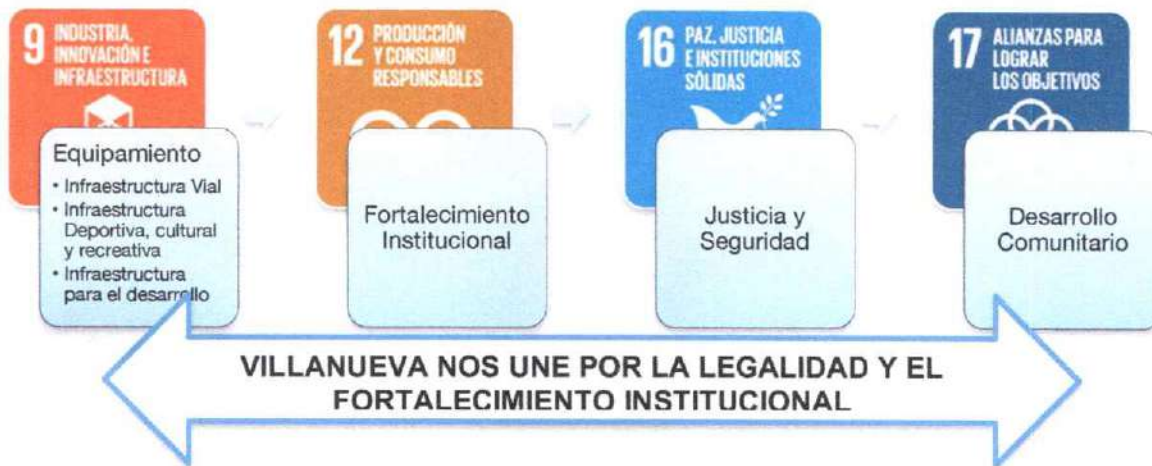 9 INDUSTRIA,
INNOVACIÓN E
INFRAESTRUCTURA
Equipamiento
• Infraestructura Vial
• Infraestructura
Deportiva, cultural
y recreativa
• Infraestructura
para el desarrollo
12 PRODUCCIÓN
Y CONSUMO
RESPONSABLES
Fortalecimiento
Institucional
16 PAZ, JUSTICIA
E INSTITUCIONES
SÓLIDAS
Justicia y
Seguridad
17 ALIANZAS PARA
LOGRAR
LOS OBJETIVOS
Desarrollo
Comunitario
VILLANUEVA NOS UNE POR LA LEGALIDAD Y EL
FORTALECIMIENTO INSTITUCIONAL